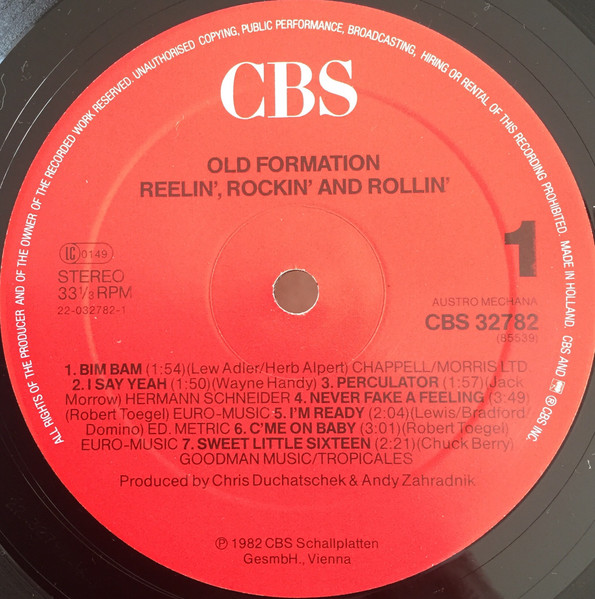 ALL RIGHTS OF THE PRODUCER AND OF THE OWNER OF THE RECORDED WORK RESERVED. UNAUTHORISED COPYING, PUBLIC PERFORMANCE, BROADCASTING, HIRING OR RENTAL OF THIS RECORDING PROHIBITED. MADE IN HOLLAND. CBS AND ® CBS INC.
CBS
OLD FORMATION
REELIN', ROCKIN' AND ROLLIN'
LC 0149
STEREO
33 1/3 RPM
22-032782-1
1
AUSTRO MECHANA
CBS 32782
(85539)
1. BIM BAM (1:54)(Lew Adler/Herb Alpert) CHAPPELL/MORRIS LTD
2. I SAY YEAH (1:50)(Wayne Handy) 3. PERCULATOR (1:57)(Jack
Morrow) HERMANN SCHNEIDER 4. NEVER FAKE A FEELING (3:49)
(Robert Toegel) EURO-MUSIC 5. I'M READY (2:04)(Lewis/Bradford/
Domino) ED. METRIC 6. C'ME ON BABY (3:01)(Robert Toegel)
EURO-MUSIC 7. SWEET LITTLE SIXTEEN (2:21)(Chuck Berry)
GOODMAN MUSIC/TROPICALES
Produced by Chris Duchatschek & Andy Zahradnik
℗ 1982 CBS Schallplatten
GesmbH., Vienna